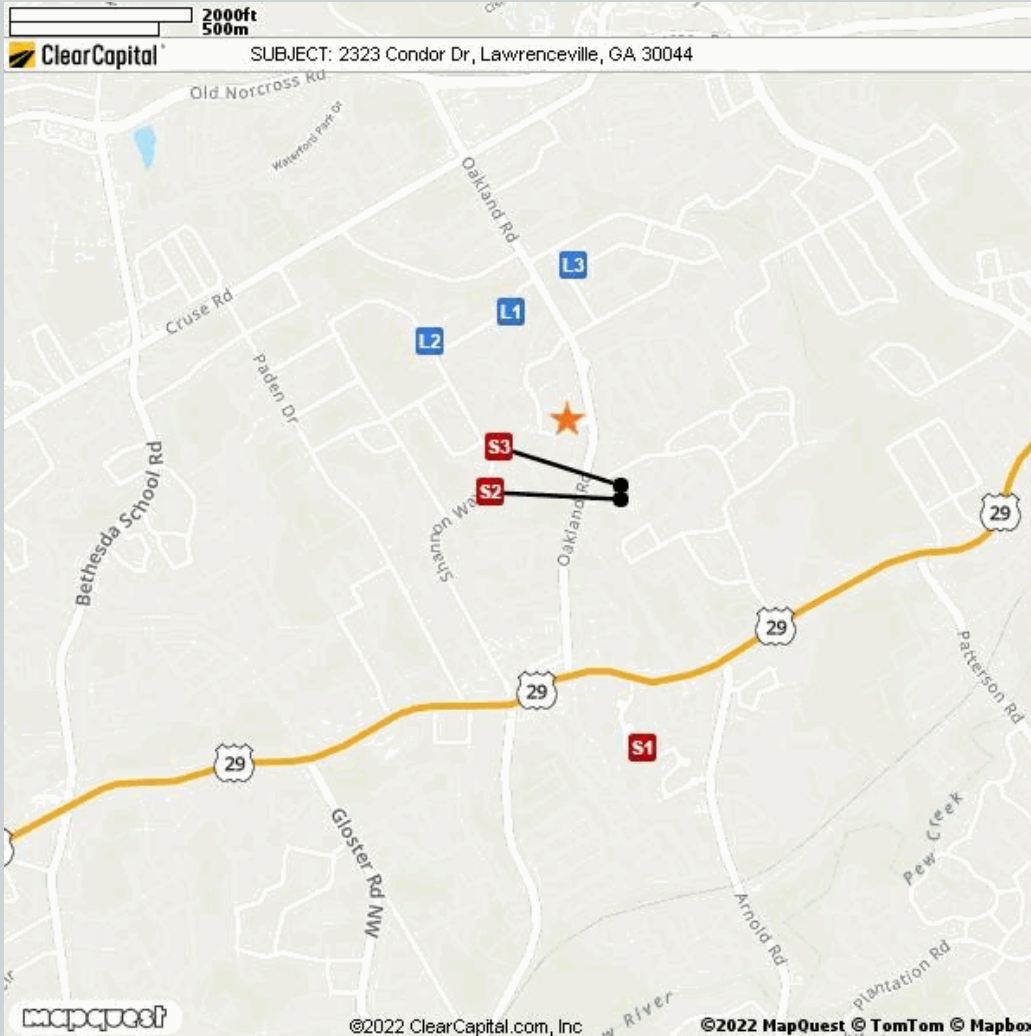 2000ft
500m
ClearCapital
SUBJECT: 2323 Condor Dr, Lawrenceville, GA 30044
Old Norcross Rd
Waterford Park Dr
Oakland Rd
L3
Cruse Rd
L1
L2
Paden Dr
S3
S2
Bethesda School Rd
Shannon Way
Oakland Rd
29
29
29
Patterson Rd
S1
29
Gloster Rd NW
Pew Creek
Arnold Rd
Plantation Rd
River
mapquest
©2022 ClearCapital.com, Inc
©2022 MapQuest © TomTom © Mapbox